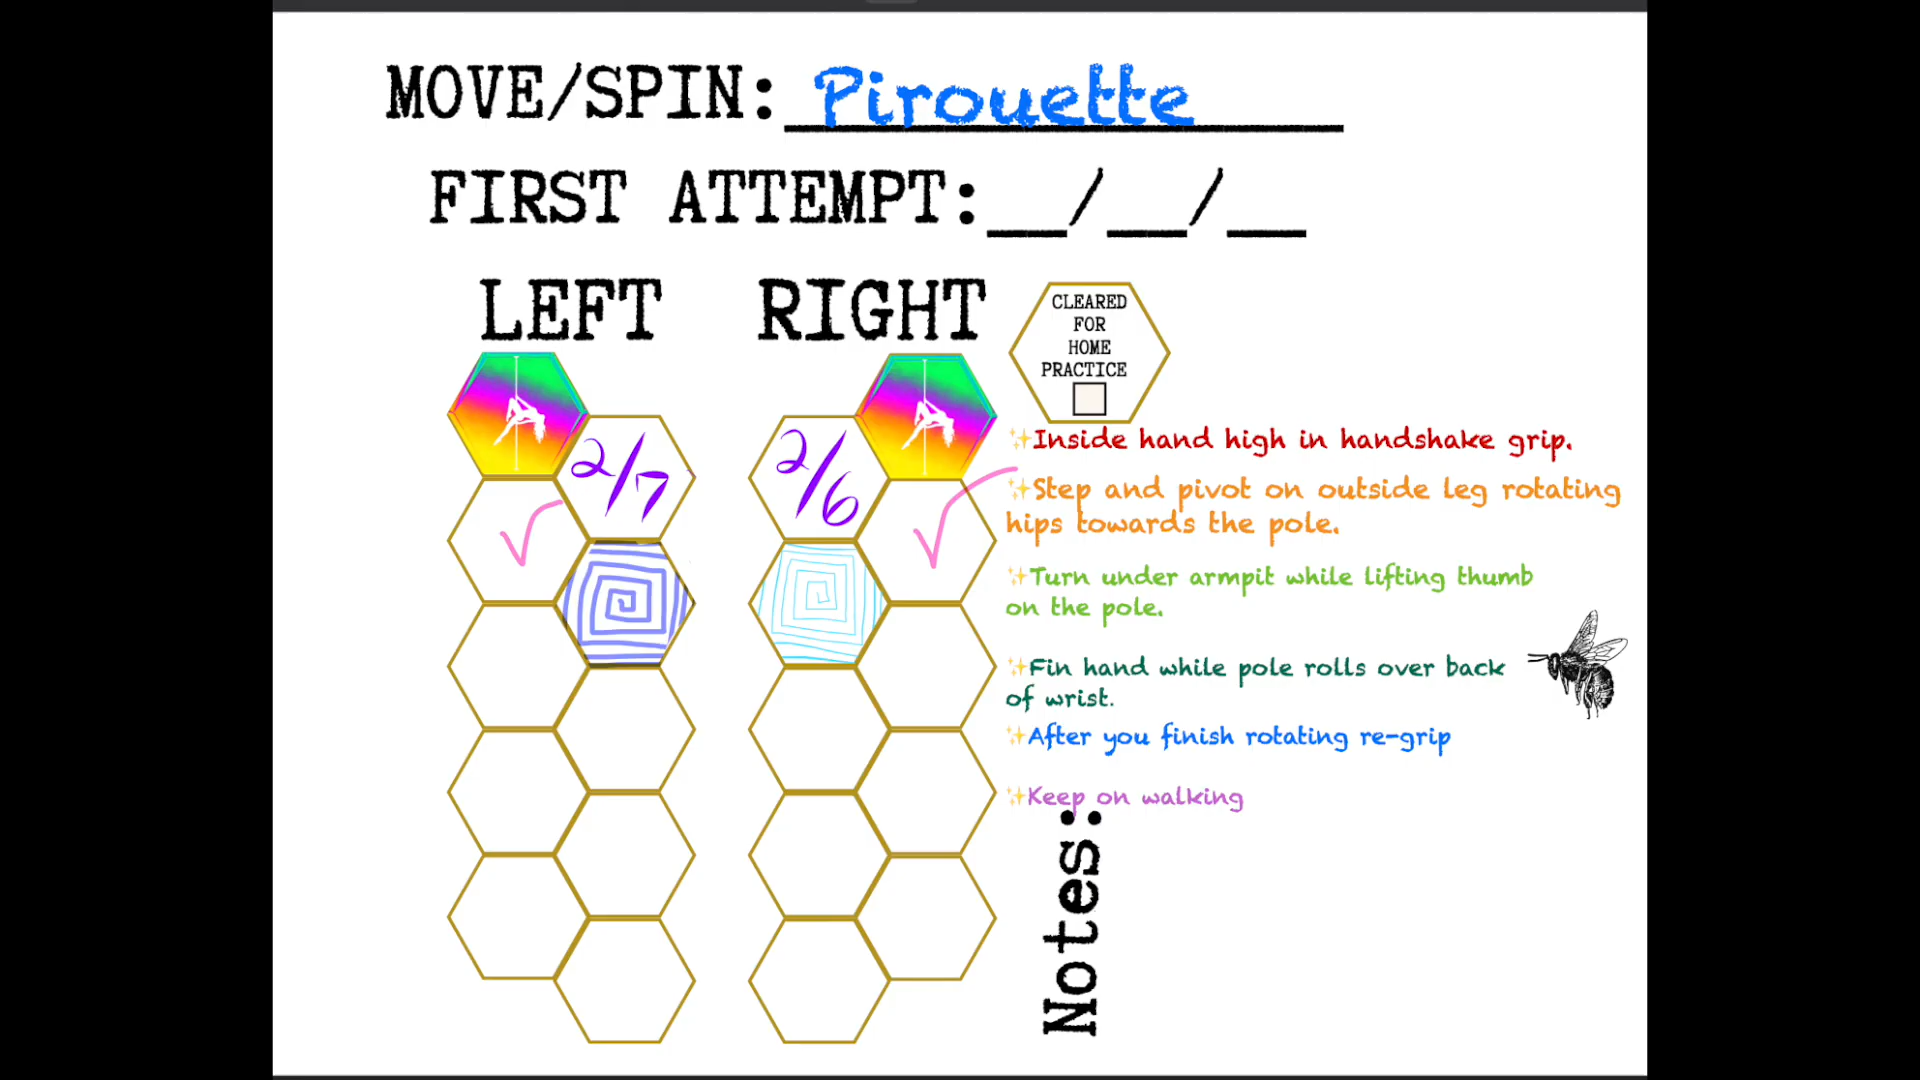 MOVE/SPIN: Pirouette
FIRST ATTEMPT:__/__/__
LEFT RIGHT
CLEARED
FOR
HOME
PRACTICE
2/7
2/6
✨Inside hand high in handshake grip.
✨Step and pivot on outside leg rotating
hips towards the pole.
✨Turn under armpit while lifting thumb
on the pole.
✨Fin hand while pole rolls over back
of wrist.
✨After you finish rotating re-grip
✨Keep on walking
Notes: